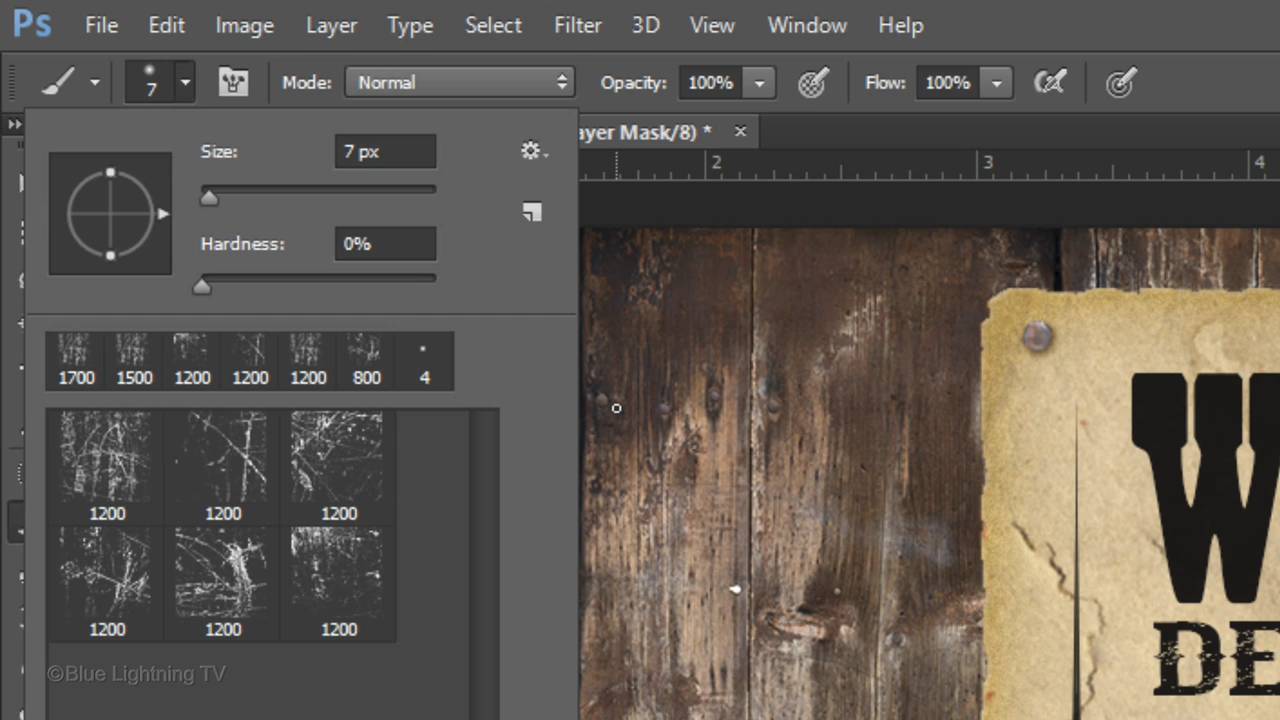 Ps File Edit Image Layer Type Select Filter 3D View Window Help
7 Mode: Normal Opacity: 100% Flow: 100%
ayer Mask/8) * ×
Size: 7 px
2 3 4
Hardness: 0%
1700 1500 1200 1200 1200 800 4
W
1200 1200 1200
1200 1200 1200
DE
©Blue Lightning TV